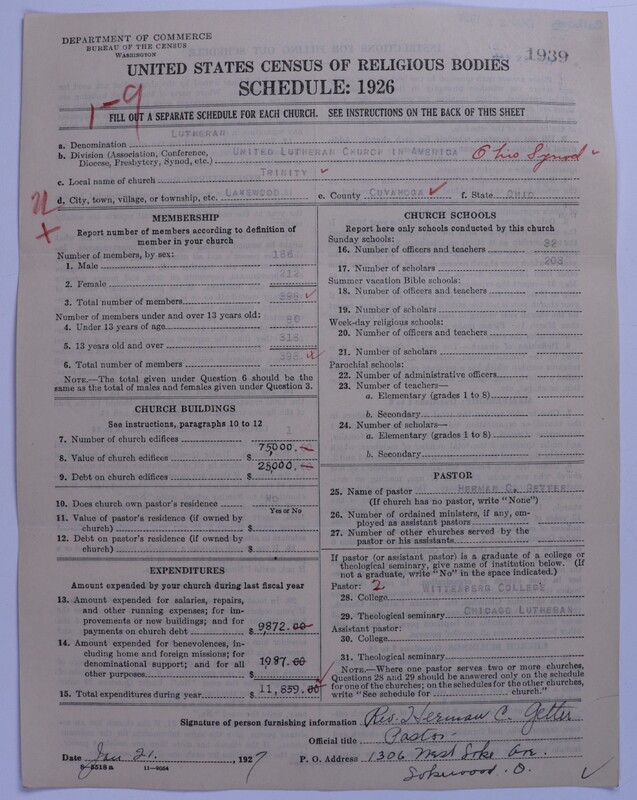 DEPARTMENT OF COMMERCE
BUREAU OF THE CENSUS
WASHINGTON
1939
UNITED STATES CENSUS OF RELIGIOUS BODIES
SCHEDULE: 1926
1-9
FILL OUT A SEPARATE SCHEDULE FOR EACH CHURCH. SEE INSTRUCTIONS ON THE BACK OF THIS SHEET
a. Denomination LUTHERAN
b. Division (Association, Conference, Diocese, Presbytery, Synod, etc.) UNITED LUTHERAN CHURCH IN AMERICA Ohio Synod
c. Local name of church TRINITY
d. City, town, village, or township, etc. LAKEWOOD e. County CUYAHOGA f. State OHIO
MEMBERSHIP
Report number of members according to definition of
member in your church
Number of members, by sex:
1. Male 186
2. Female 212
3. Total number of members 398
Number of members under and over 13 years old:
4. Under 13 years of age 80
5. 13 years old and over 318
6. Total number of members 398
NOTE.—The total given under Question 6 should be the
same as the total of males and females given under Question 3.
CHURCH BUILDINGS
See instructions, paragraphs 10 to 12
7. Number of church edifices 1
8. Value of church edifices $ 75,000.
9. Debt on church edifices $ 25,000.
10. Does church own pastor's residence NO
Yes or No
11. Value of pastor's residence (if owned by
church) $
12. Debt on pastor's residence (if owned by
church) $
EXPENDITURES
Amount expended by your church during last fiscal year
13. Amount expended for salaries, repairs,
and other running expenses; for im-
provements or new buildings; and for
payments on church debt $ 9872.00
14. Amount expended for benevolences, in-
cluding home and foreign missions; for
denominational support; and for all
other purposes $ 1987.00
15. Total expenditures during year $ 11,859.00
CHURCH SCHOOLS
Report here only schools conducted by this church
Sunday schools:
16. Number of officers and teachers 32
17. Number of scholars 203
Summer vacation Bible schools:
18. Number of officers and teachers
19. Number of scholars
Week-day religious schools:
20. Number of officers and teachers
21. Number of scholars
Parochial schools:
22. Number of administrative officers
23. Number of teachers—
a. Elementary (grades 1 to 8)
b. Secondary
24. Number of scholars—
a. Elementary (grades 1 to 8)
b. Secondary
PASTOR
25. Name of pastor HERMAN C. GETTER
(If church has no pastor, write "None")
26. Number of ordained ministers, if any, em-
ployed as assistant pastors
27. Number of other churches served by the
pastor or his assistants
If pastor (or assistant pastor) is a graduate of a college or
theological seminary, give name of institution below. (If
not a graduate, write "No" in the space indicated.)
Pastor: 2
28. College WITTENBERG COLLEGE
29. Theological seminary CHICAGO LUTHERAN
Assistant pastor:
30. College
31. Theological seminary
NOTE.—Where one pastor serves two or more churches,
Questions 28 and 29 should be answered only on the schedule
for one of the churches; on the schedules for the other churches,
write "See schedule for church."
Signature of person furnishing information Rev. Herman C. Getter
Official title Pastor
Date Jan 21, 1927 P. O. Address 1306 West
O.
8-5518a 11-9034